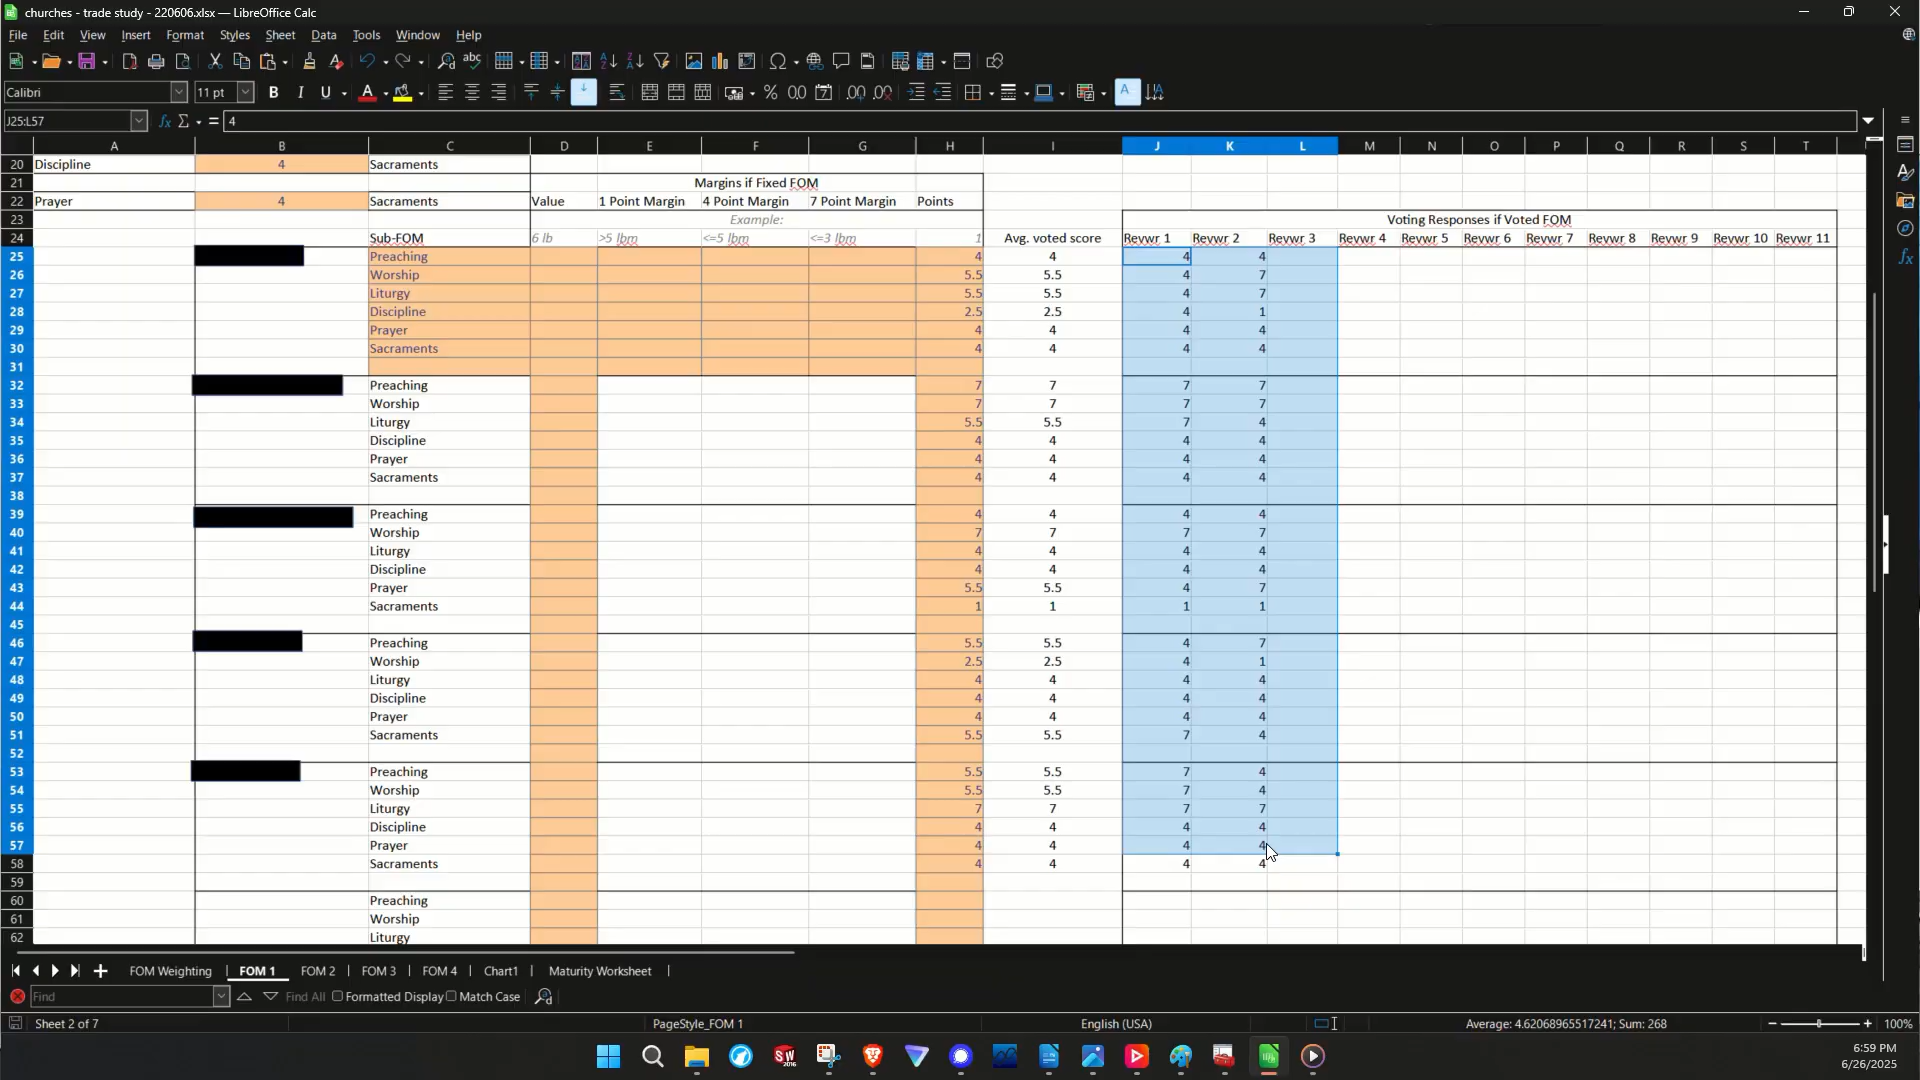 churches - trade study - 220606.xlsx — LibreOffice Calc
File Edit View Insert Format Styles Sheet Data Tools Window Help
Calibri 11 pt
J25:L57 4
A B C D E F G H I J K L M N O P Q R S T
20 Discipline 4 Sacraments
21 Margins if Fixed FOM
22 Prayer 4 Sacraments Value 1 Point Margin 4 Point Margin 7 Point Margin Points
23 Example: Voting Responses if Voted FOM
24 Sub-FOM 6 lb >5 lbm <=5 lbm <=3 lbm 1 Avg. voted score Revwr 1 Revwr 2 Revwr 3 Revwr 4 Revwr 5 Revwr 6 Revwr 7 Revwr 8 Revwr 9 Revwr 10 Revwr 11
25 Preaching 4 4 4 4
26 Worship 5.5 5.5 4 7
27 Liturgy 5.5 5.5 4 7
28 Discipline 2.5 2.5 4 1
29 Prayer 4 4 4 4
30 Sacraments 4 4 4 4
31
32 Preaching 7 7 7 7
33 Worship 7 7 7 7
34 Liturgy 5.5 5.5 7 4
35 Discipline 4 4 4 4
36 Prayer 4 4 4 4
37 Sacraments 4 4 4 4
38
39 Preaching 4 4 4 4
40 Worship 7 7 7 7
41 Liturgy 4 4 4 4
42 Discipline 4 4 4 4
43 Prayer 5.5 5.5 4 7
44 Sacraments 1 1 1 1
45
46 Preaching 5.5 5.5 4 7
47 Worship 2.5 2.5 4 1
48 Liturgy 4 4 4 4
49 Discipline 4 4 4 4
50 Prayer 4 4 4 4
51 Sacraments 5.5 5.5 7 4
52
53 Preaching 5.5 5.5 7 4
54 Worship 5.5 5.5 7 4
55 Liturgy 7 7 7 7
56 Discipline 4 4 4 4
57 Prayer 4 4 4 4
58 Sacraments 4 4 4 4
59
60 Preaching
61 Worship
62 Liturgy
FOM Weighting FOM 1 FOM 2 FOM 3 FOM 4 Chart1 Maturity Worksheet
Find Find All Formatted Display Match Case
Sheet 2 of 7 PageStyle_FOM 1 English (USA) Average: 4.62068965517241; Sum: 268 100%
6:59 PM
6/26/2025